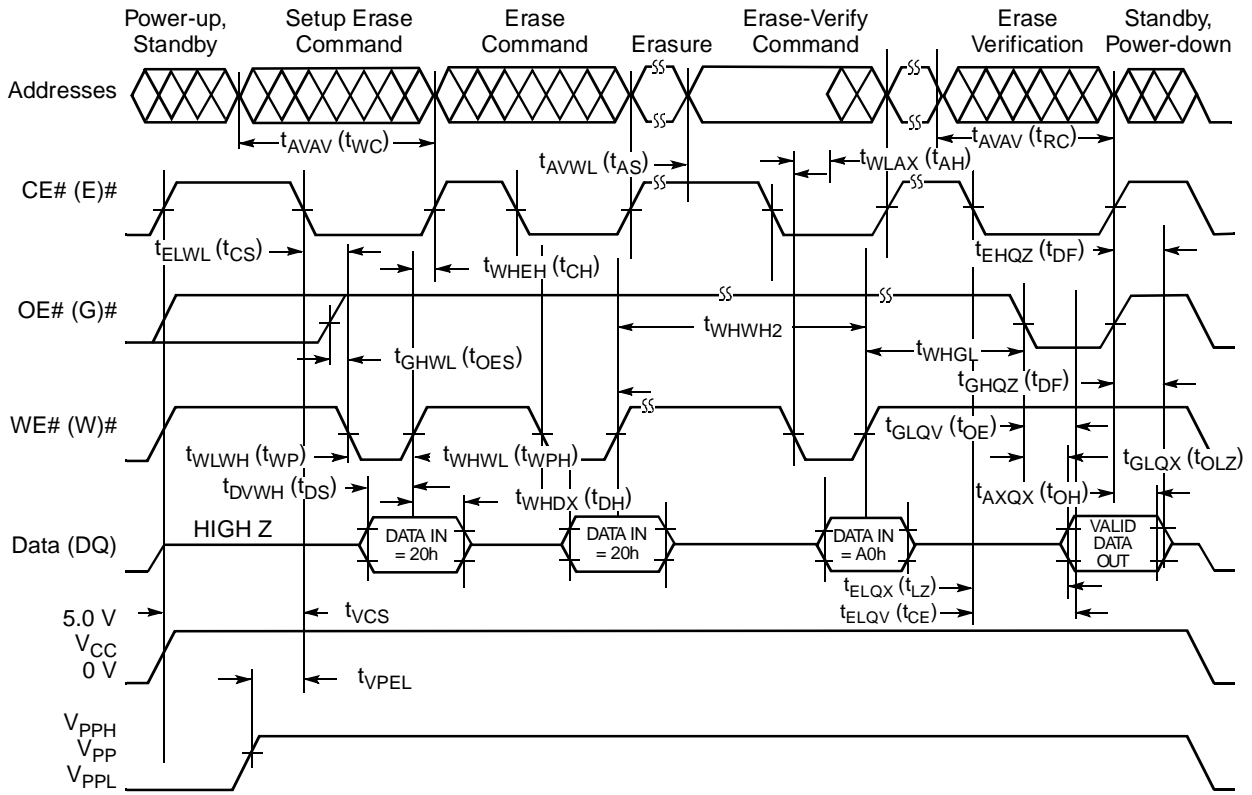 Power-up, Standby
Setup Erase Command
Erase Command
Erasure
Erase-Verify Command
Erase Verification
Standby, Power-down
Addresses
tAVAV (tWC)
tAVWL (tAS)
tWLAX (tAH)
tAVAV (tRC)
CE# (E)#
tELWL (tCS)
tWHEH (tCH)
tEHQZ (tDF)
OE# (G)#
tWHWH2
tGHWL (tOES)
tWHGL
tGHQZ (tDF)
WE# (W)#
tGLQV (tOE)
tWLWH (tWP)
tWHWL (tWPH)
tGLQX (tOLZ)
tDVWH (tDS)
tWHDX (tDH)
tAXQX (tOH)
Data (DQ)
HIGH Z
DATA IN
= 20h
DATA IN
= 20h
DATA IN
= A0h
VALID
DATA
OUT
tELQX (tLZ)
tELQV (tCE)
5.0 V
VCC
0 V
tVCS
tVPEL
VPPH
VPP
VPPL